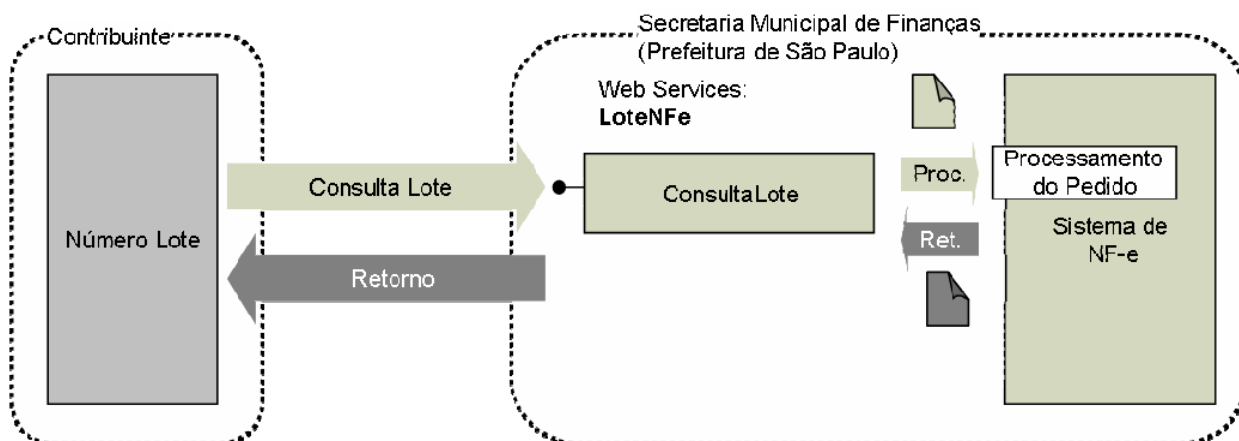 Contribuinte
Secretaria Municipal de Finanças
(Prefeitura de São Paulo)
Web Services:
LoteNFe
Número Lote
Consulta Lote
Retorno
ConsultaLote
Proc.
Ret.
Processamento
do Pedido
Sistema de
NF-e